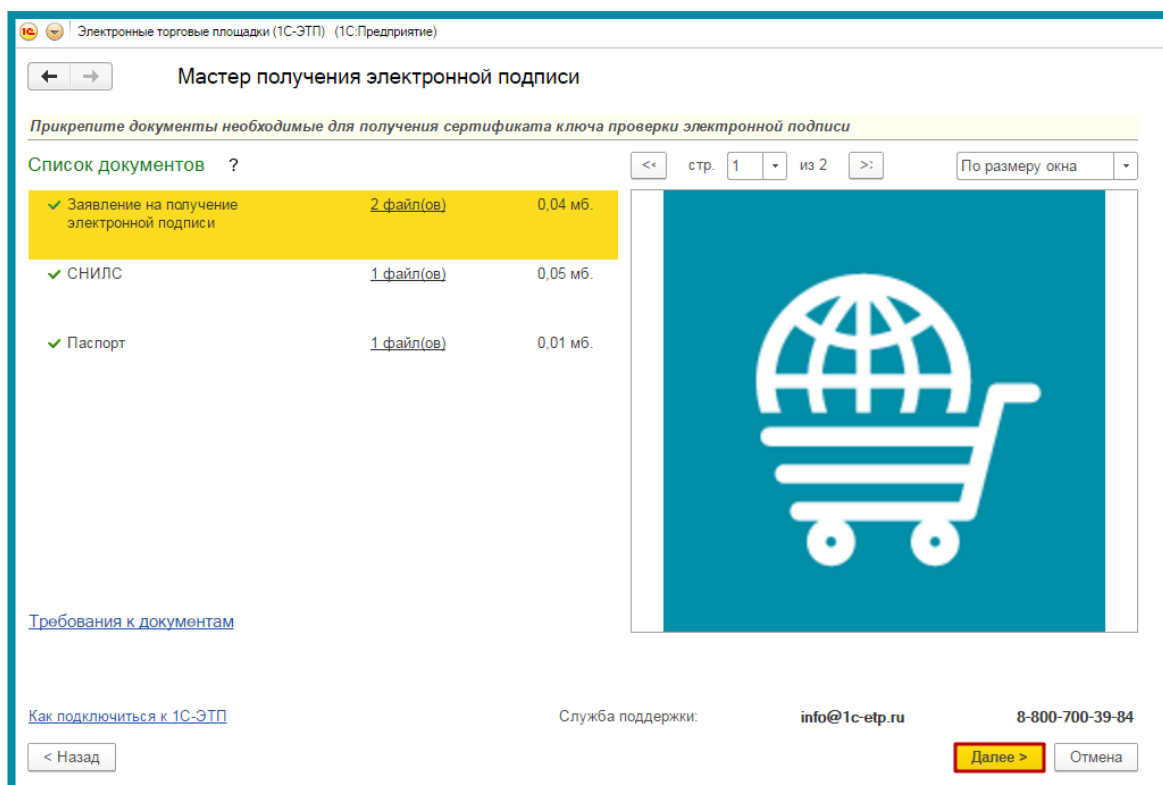 Электронные торговые площадки (1С-ЭТП) (1С:Предприятие)
Мастер получения электронной подписи
Прикрепите документы необходимые для получения сертификата ключа проверки электронной подписи
Список документов ?
<< стр. 1 из 2 >> По размеру окна
Заявление на получение 2 файл(ов) 0,04 мб.
электронной подписи
СНИЛС 1 файл(ов) 0,05 мб.
Паспорт 1 файл(ов) 0,01 мб.
Требования к документам
Как подключиться к 1С-ЭТП Служба поддержки: info@1c-etp.ru 8-800-700-39-84
< Назад Далее > Отмена